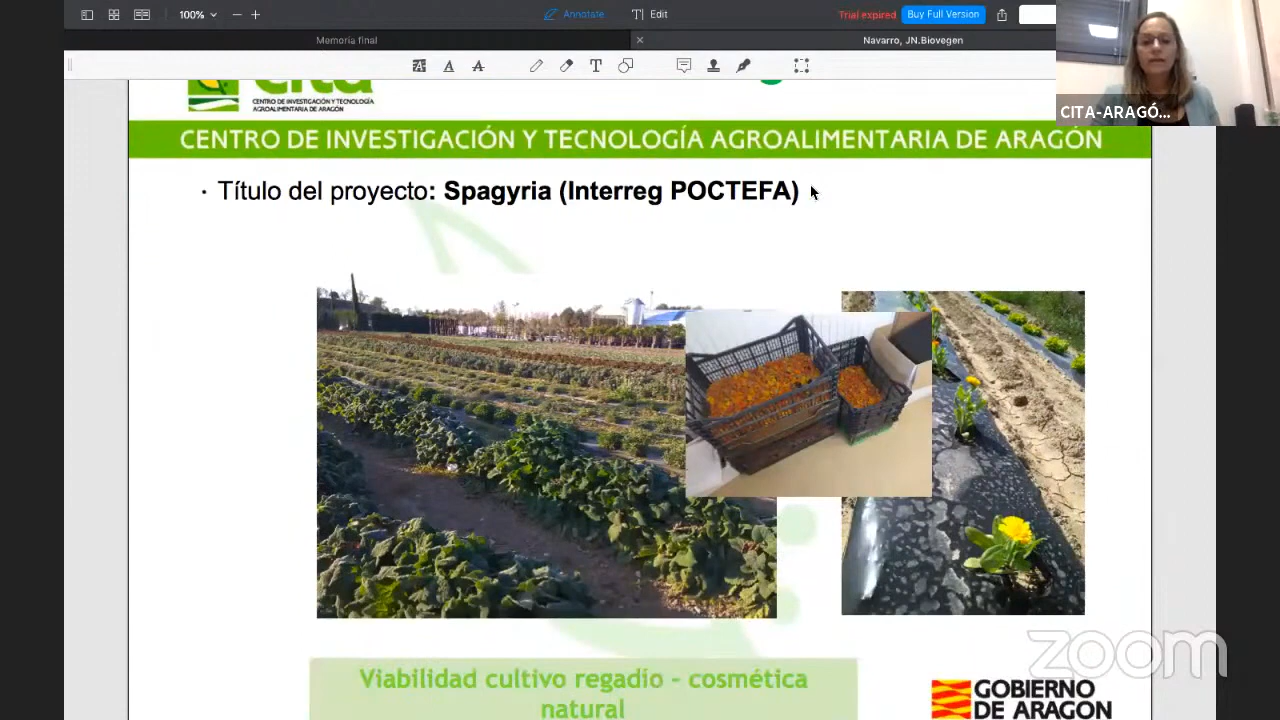 100%
Annotate
Edit
Trial expired
Buy Full Version
Memoria final
Navarro, JN.Biovegen
CENTRO DE INVESTIGACIÓN Y TECNOLOGÍA
AGROALIMENTARIA DE ARAGÓN
CITA-ARAGÓ...
CENTRO DE INVESTIGACIÓN Y TECNOLOGÍA AGROALIMENTARIA DE ARAGÓN
· Título del proyecto: Spagyria (Interreg POCTEFA)
zoom
Viabilidad cultivo regadío - cosmética
natural
GOBIERNO
DE ARAGON